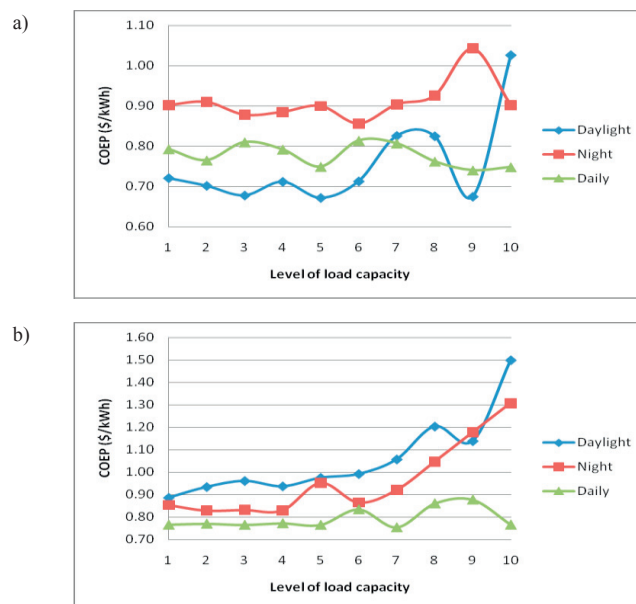 a)
1.10
1.00
0.90
0.80
0.70
0.60
COEP ($/kWh)
1 2 3 4 5 6 7 8 9 10
Level of load capacity
Daylight
Night
Daily
b)
1.60
1.50
1.40
1.30
1.20
1.10
1.00
0.90
0.80
0.70
COEP ($/kWh)
1 2 3 4 5 6 7 8 9 10
Level of load capacity
Daylight
Night
Daily